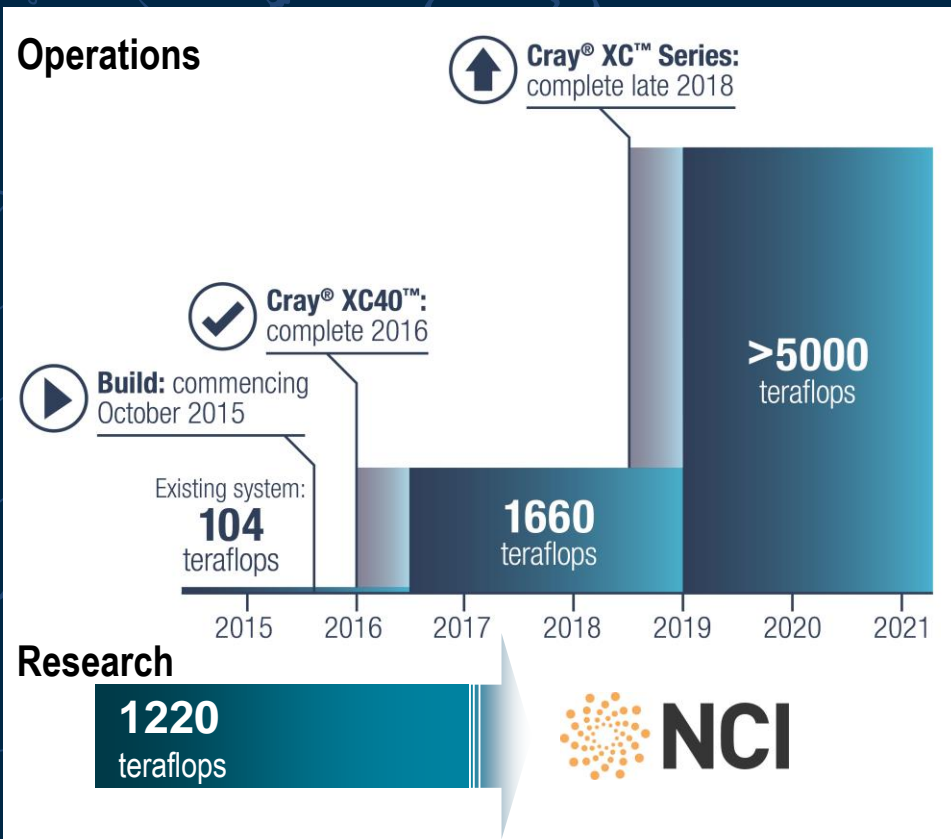 Operations
Cray® XC™ Series:
complete late 2018
Cray® XC40™:
complete 2016
Build: commencing
October 2015
Existing system:
104
teraflops
1660
teraflops
>5000
teraflops
2015 2016 2017 2018 2019 2020 2021
Research
1220
teraflops
NCI